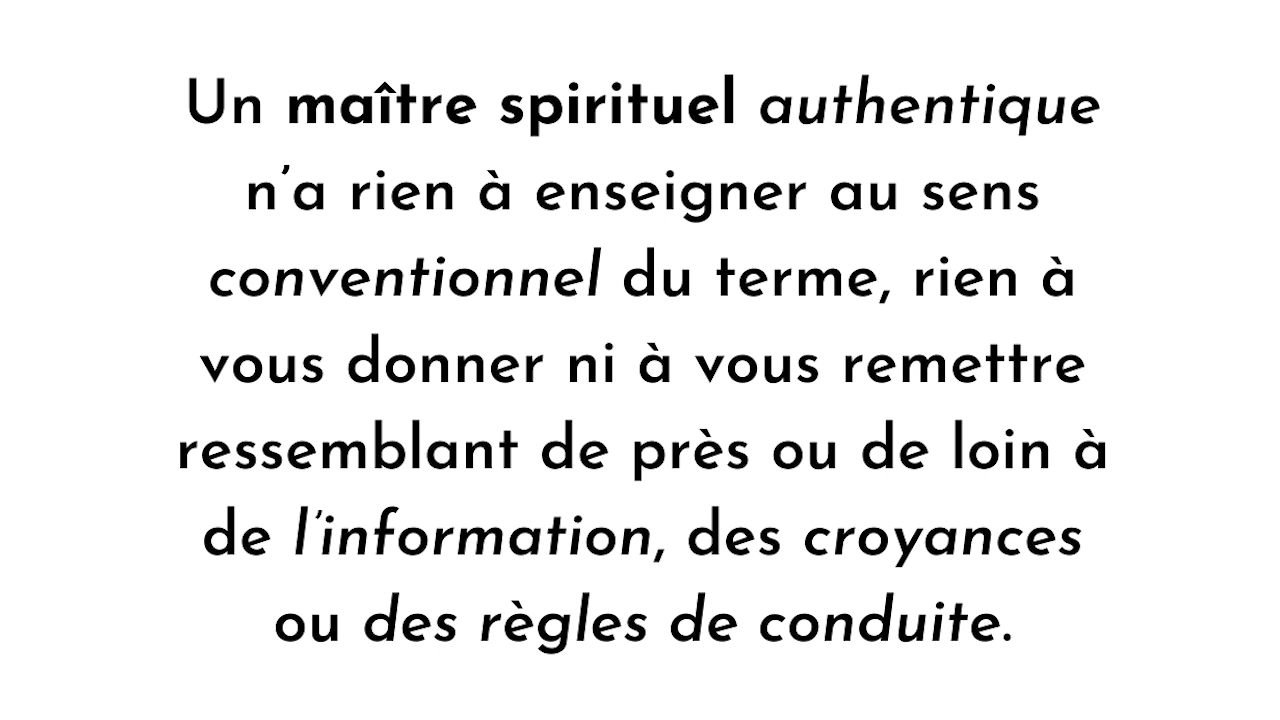 Un maître spirituel authentique
n’a rien à enseigner au sens
conventionnel du terme, rien à
vous donner ni à vous remettre
ressemblant de près ou de loin à
de l’information, des croyances
ou des règles de conduite.